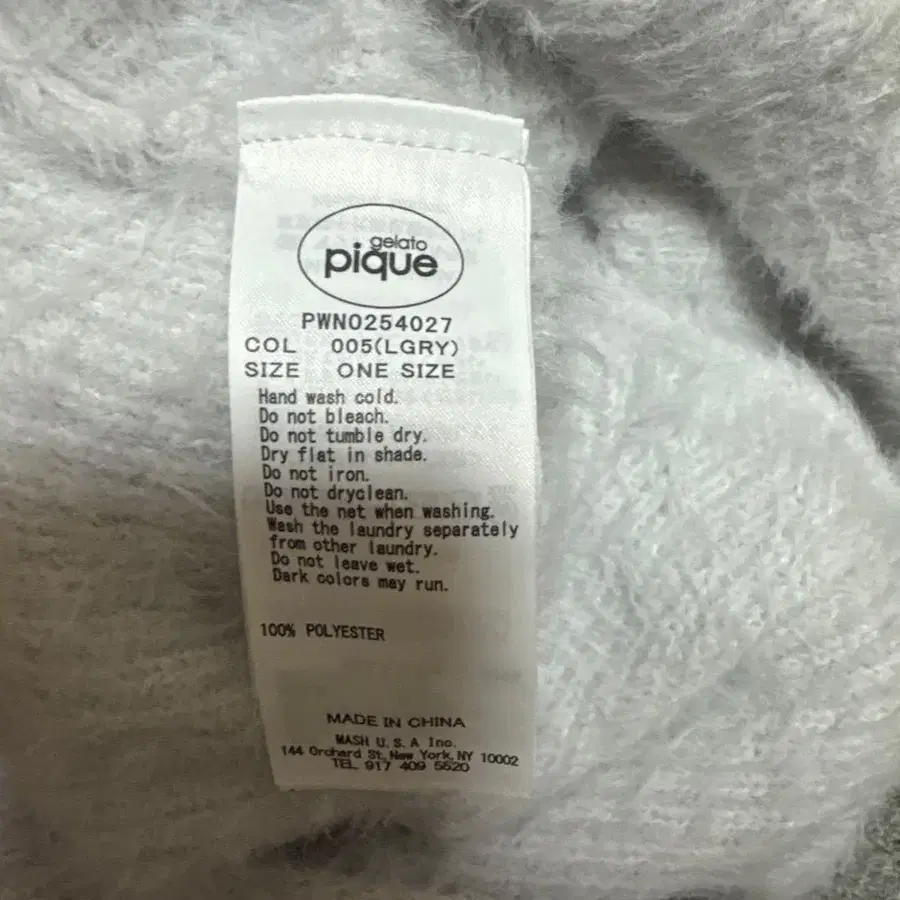 gelato
pique
PWN0254027
COL 005(LGRY)
SIZE ONE SIZE
Hand wash cold.
Do not bleach.
Do not tumble dry.
Dry flat in shade.
Do not iron.
Do not dryclean.
Use the net when washing.
Wash the laundry separately
from other laundry.
Do not leave wet.
Dark colors may run.
100% POLYESTER
MADE IN CHINA
MASH U.S.A Inc.
144 Orchard St, New York, NY 10002
TEL 917 409 5520